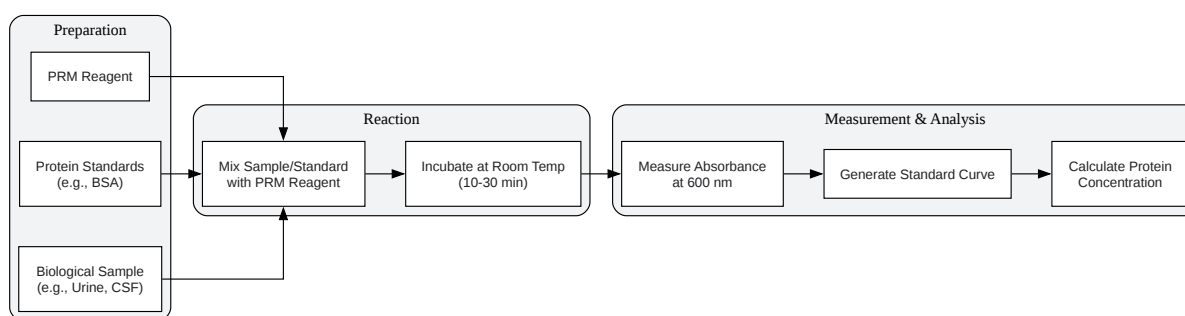 Preparation
PRM Reagent
Protein Standards
(e.g., BSA)
Biological Sample
(e.g., Urine, CSF)
Reaction
Mix Sample/Standard
with PRM Reagent
Incubate at Room Temp
(10-30 min)
Measurement & Analysis
Measure Absorbance
at 600 nm
Generate Standard Curve
Calculate Protein
Concentration